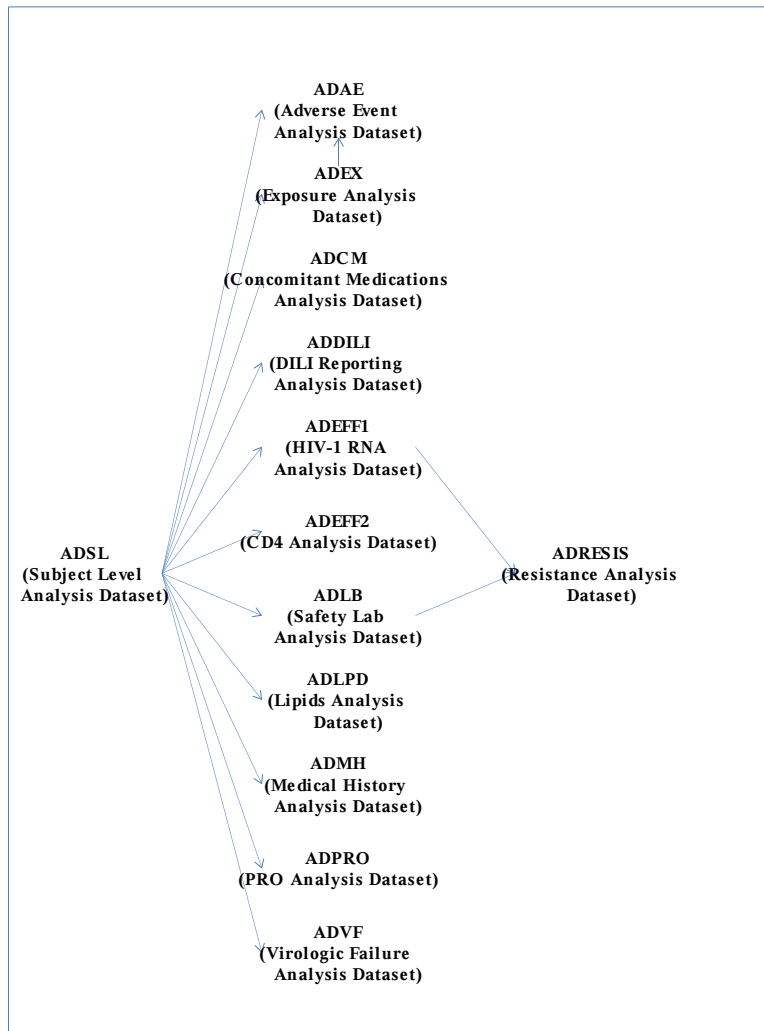 ADAE
(Adverse Event
Analysis Dataset)
ADEX
(Exposure Analysis
Dataset)
ADCM
(Concomitant Medications
Analysis Dataset)
ADDILI
(DILI Reporting
Analysis Dataset)
ADEFF1
(HIV-1 RNA
Analysis Dataset)
ADEFF2
(CD4 Analysis Dataset)
ADSL
(Subject Level
Analysis Dataset)
ADRESIS
(Resistance Analysis
Dataset)
ADLB
(Safety Lab
Analysis Dataset)
ADLPD
(Lipids Analysis
Dataset)
ADMH
(Medical History
Analysis Dataset)
ADPRO
(PRO Analysis Dataset)
ADVF
(Virologic Failure
Analysis Dataset)